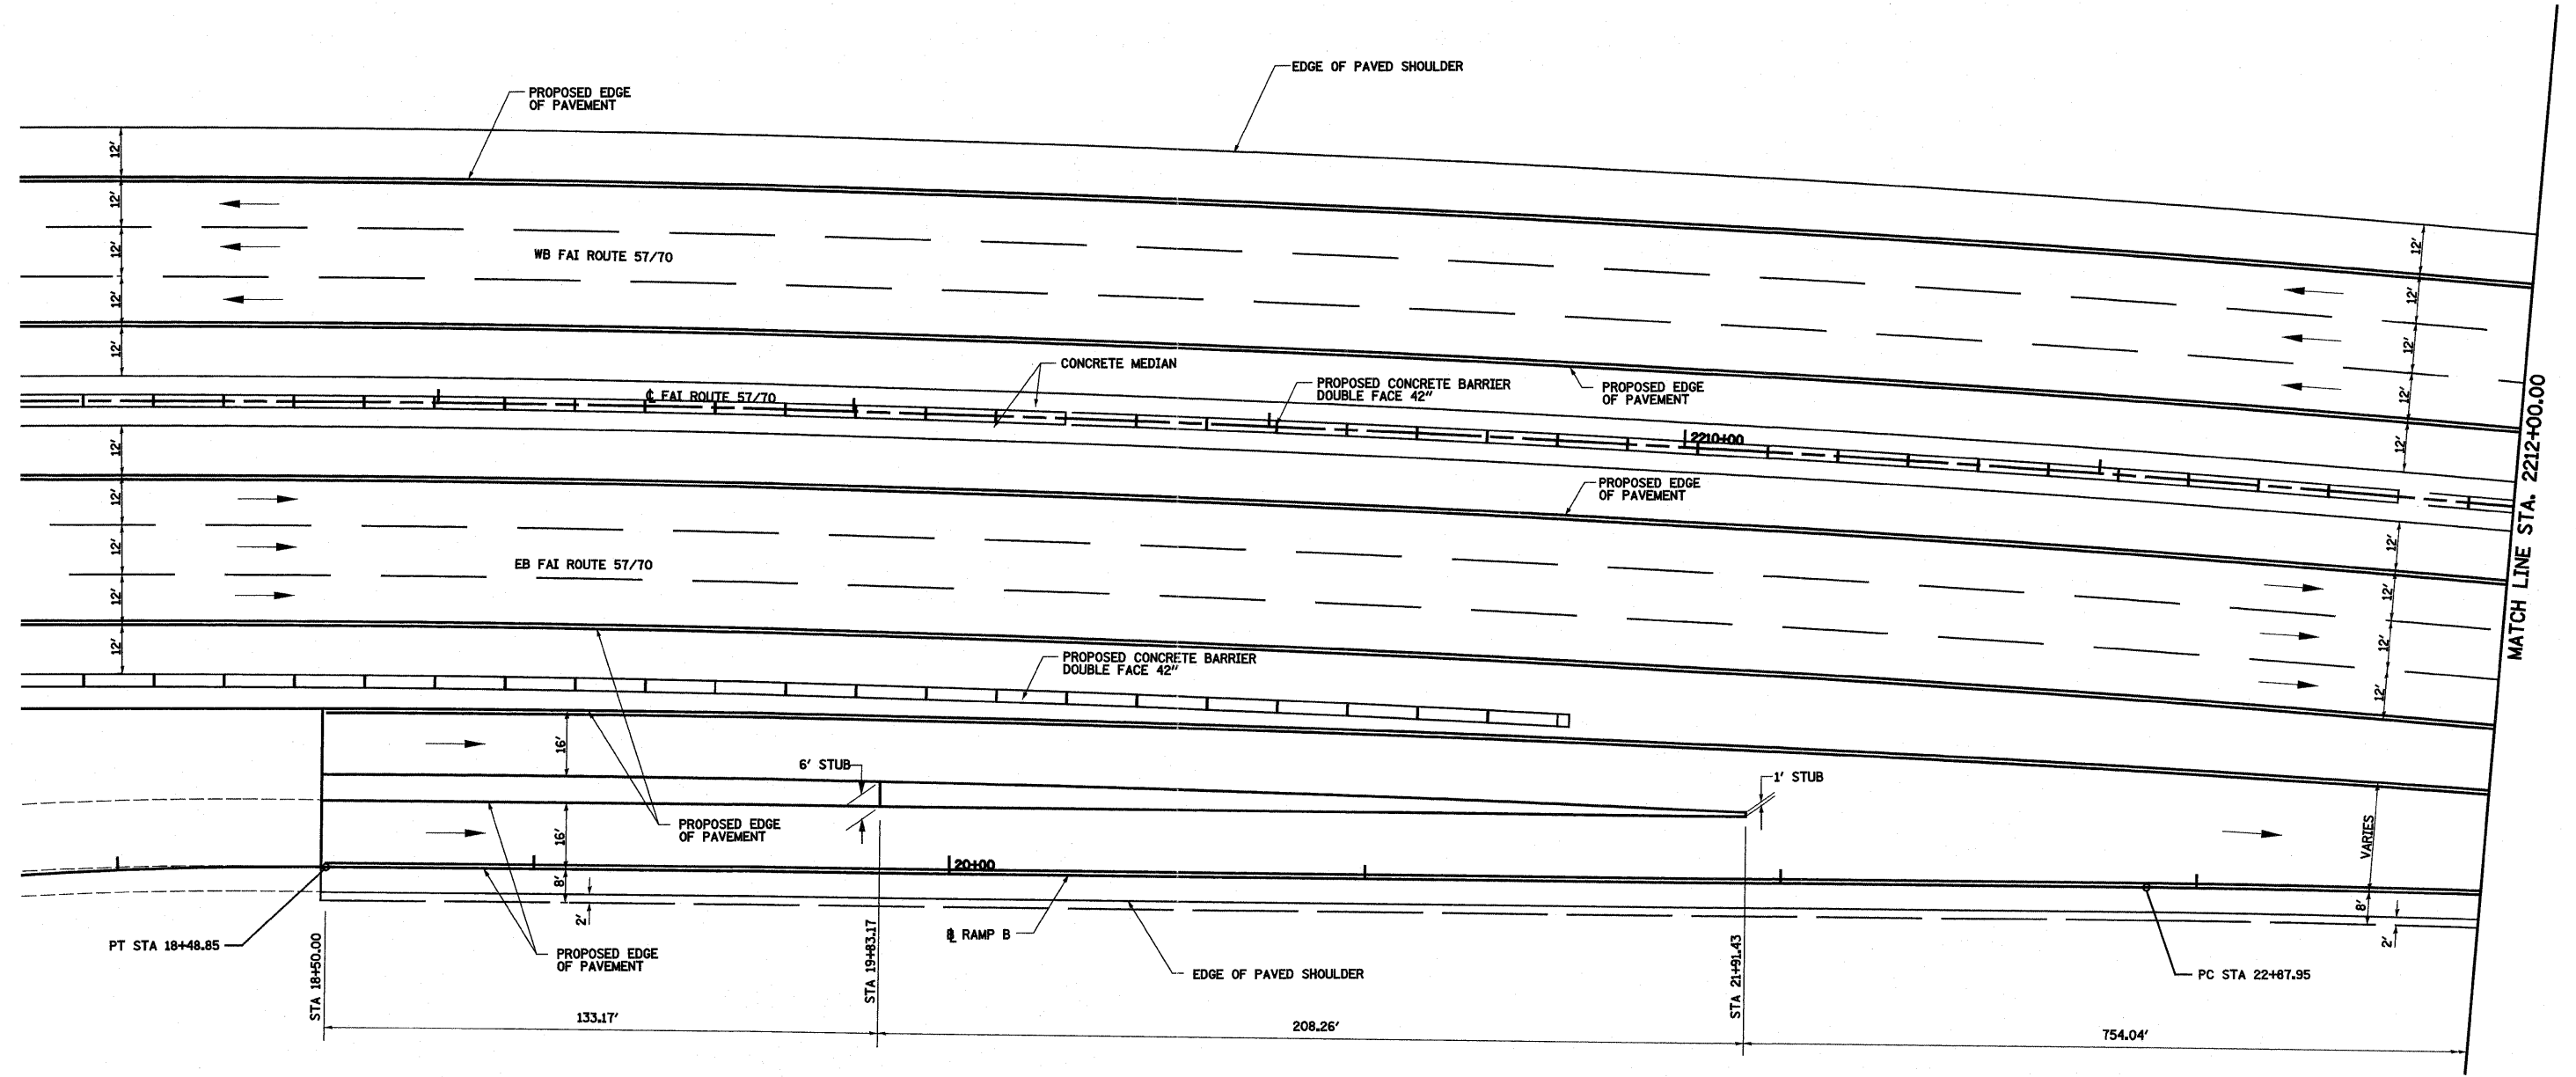 EDGE OF PAVED SHOULDER
PROPOSED EDGE
OF PAVEMENT
12'
12'
12'
WB FAI ROUTE 57/70
12'
12'
12'
12'
12'
12'
12'
CONCRETE MEDIAN
PROPOSED CONCRETE BARRIER
DOUBLE FACE 42"
PROPOSED EDGE
OF PAVEMENT
℄ FAI ROUTE 57/70
2210+00
MATCH LINE STA. 2212+00.00
12'
12'
12'
12'
12'
PROPOSED EDGE
OF PAVEMENT
EB FAI ROUTE 57/70
12'
12'
12'
12'
PROPOSED CONCRETE BARRIER
DOUBLE FACE 42"
16'
6' STUB
1' STUB
16'
PROPOSED EDGE
OF PAVEMENT
VARIES
20+00
8'
2'
8'
2'
PT STA 18+48.85
PROPOSED EDGE
OF PAVEMENT
℄ RAMP B
EDGE OF PAVED SHOULDER
PC STA 22+87.95
STA 18+50.00
STA 19+83.17
STA 21+91.43
133.17'
208.26'
754.04'